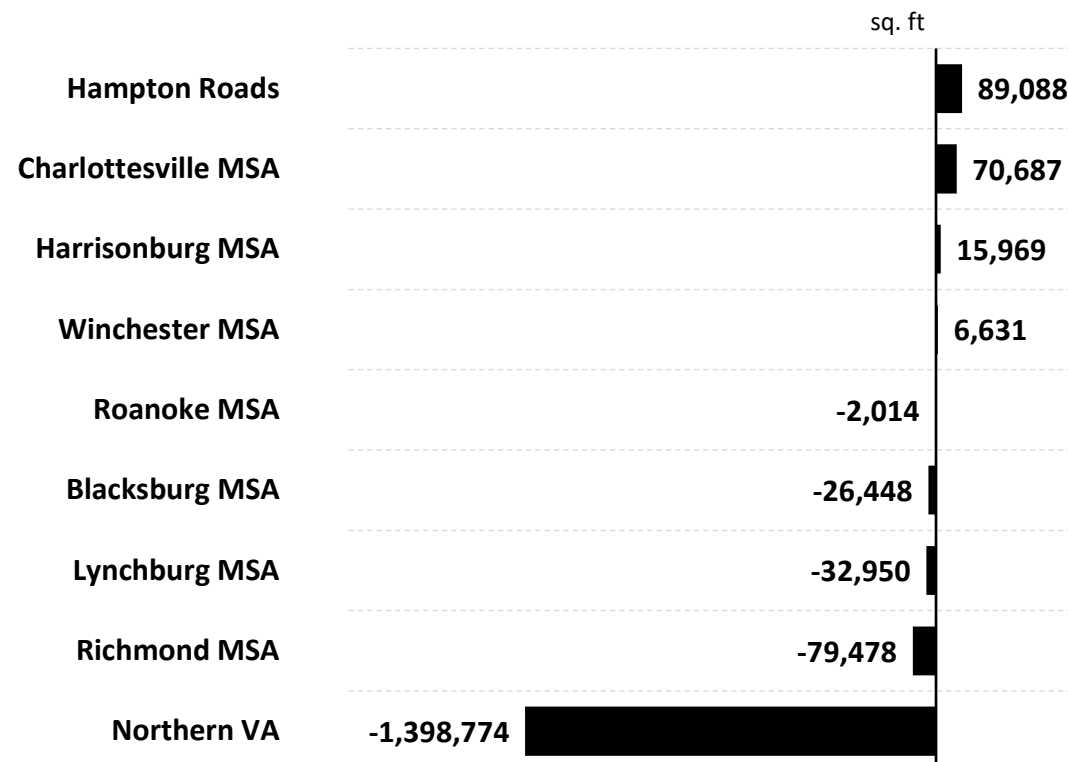 sq. ft
Hampton Roads 89,088
Charlottesville MSA 70,687
Harrisonburg MSA 15,969
Winchester MSA 6,631
Roanoke MSA -2,014
Blacksburg MSA -26,448
Lynchburg MSA -32,950
Richmond MSA -79,478
Northern VA -1,398,774